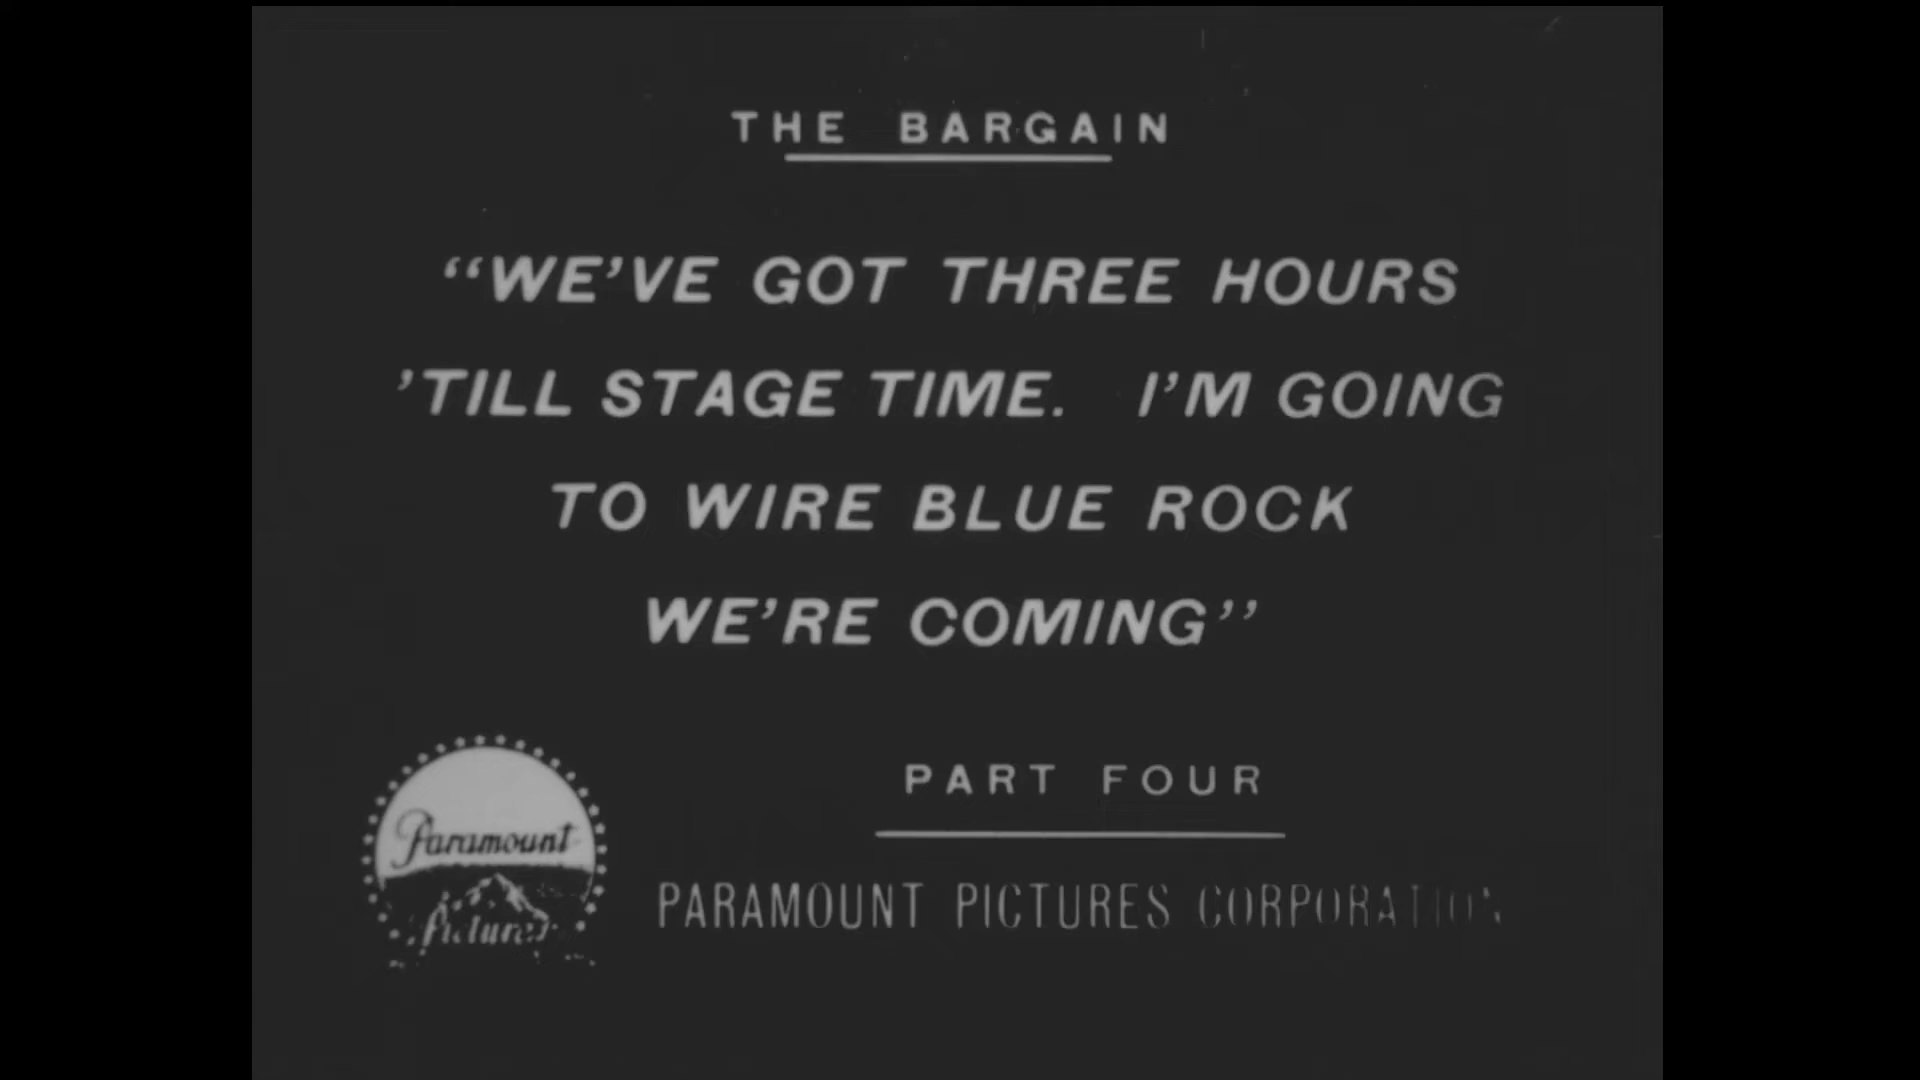 THE BARGAIN
“WE’VE GOT THREE HOURS
’TILL STAGE TIME. I’M GOING
TO WIRE BLUE ROCK
WE’RE COMING”
PART FOUR
Paramount
Pictures
PARAMOUNT PICTURES CORPORATION